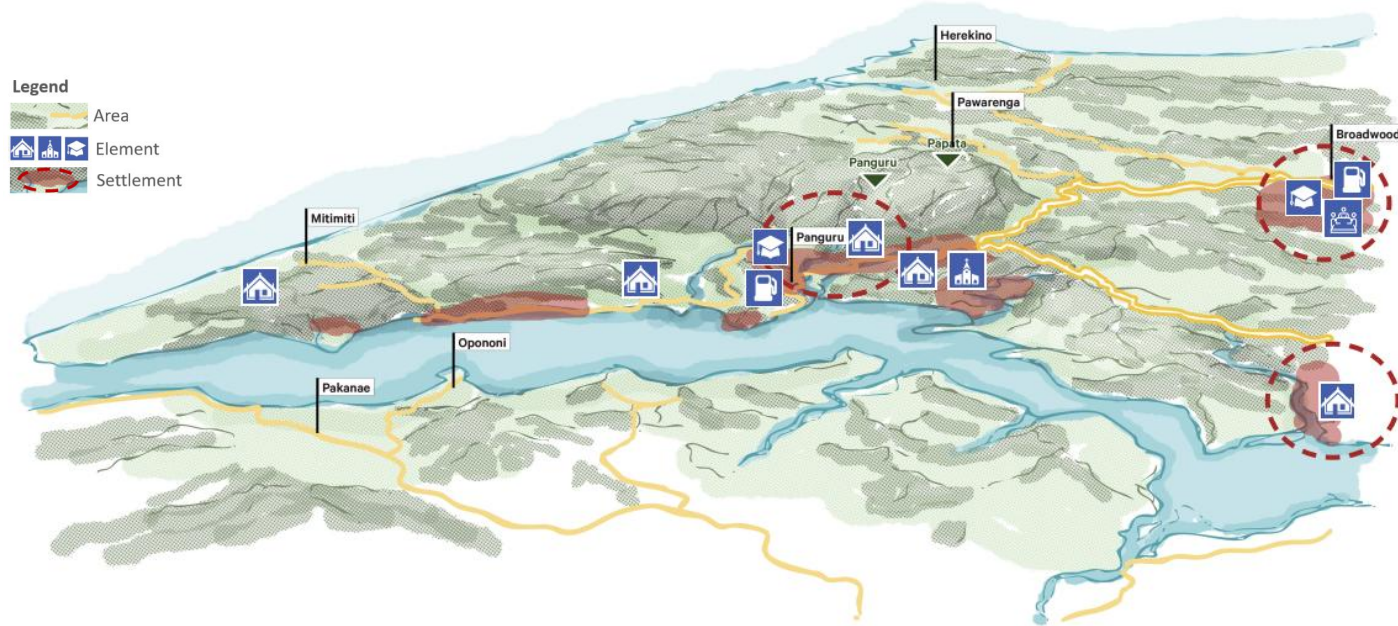 Herekino
Legend
Pawarenga
Area
Broadwood
Papata
Element
Panguru
Settlement
Mitimiti
Panguru
Opononi
Pakanae